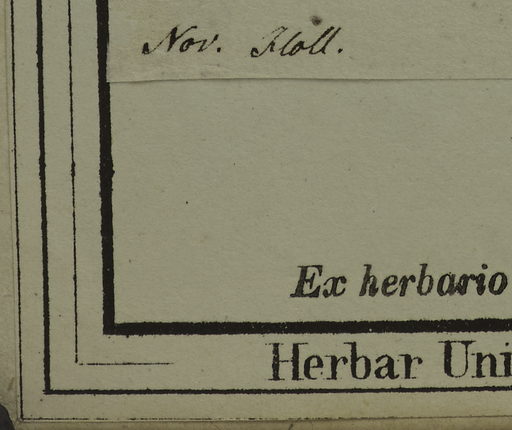 Nov. Holl.
Ex herbario
Herbar Uni